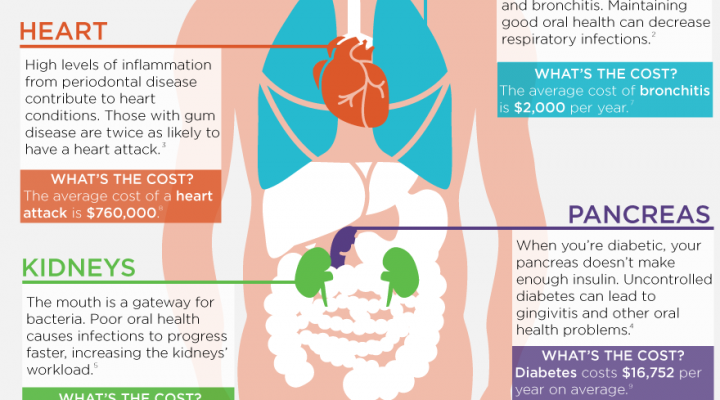 HEART
High levels of inflammation
from periodontal disease
contribute to heart
conditions. Those with gum
disease are twice as likely to
have a heart attack.³
WHAT'S THE COST?
The average cost of a heart
attack is $760,000.⁸
KIDNEYS
The mouth is a gateway for
bacteria. Poor oral health
causes infections to progress
faster, increasing the kidneys'
workload.⁵
WHAT'S THE COST?
and bronchitis. Maintaining
good oral health can decrease
respiratory infections.²
WHAT'S THE COST?
The average cost of bronchitis
is $2,000 per year.⁷
PANCREAS
When you're diabetic, your
pancreas doesn't make
enough insulin. Uncontrolled
diabetes can lead to
gingivitis and other oral
health problems.⁴
WHAT'S THE COST?
Diabetes costs $16,752 per
year on average.⁹